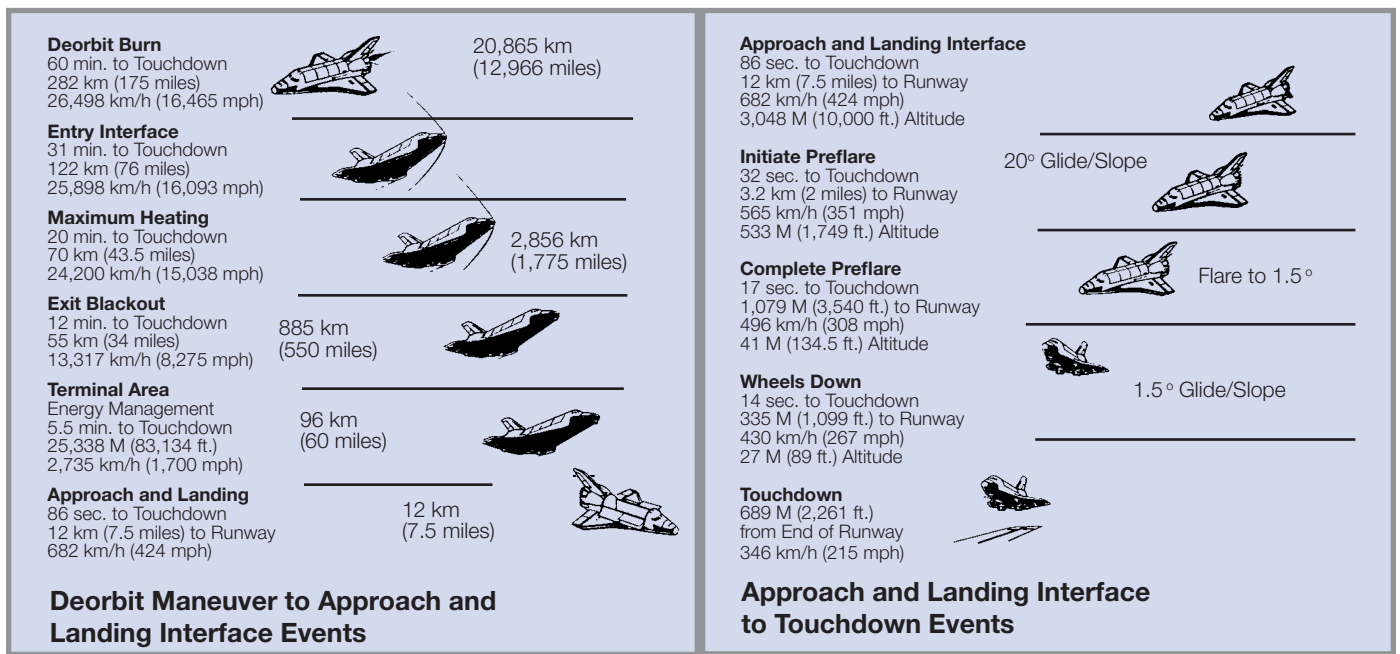 Deorbit Burn
60 min. to Touchdown
282 km (175 miles)
26,498 km/h (16,465 mph)
20,865 km
(12,966 miles)
Entry Interface
31 min. to Touchdown
122 km (76 miles)
25,898 km/h (16,093 mph)
Maximum Heating
20 min. to Touchdown
70 km (43.5 miles)
24,200 km/h (15,038 mph)
2,856 km
(1,775 miles)
Exit Blackout
12 min. to Touchdown
55 km (34 miles)
13,317 km/h (8,275 mph)
885 km
(550 miles)
Terminal Area
Energy Management
5.5 min. to Touchdown
25,338 M (83,134 ft.)
2,735 km/h (1,700 mph)
96 km
(60 miles)
Approach and Landing
86 sec. to Touchdown
12 km (7.5 miles) to Runway
682 km/h (424 mph)
12 km
(7.5 miles)
Deorbit Maneuver to Approach and
Landing Interface Events
Approach and Landing Interface
86 sec. to Touchdown
12 km (7.5 miles) to Runway
682 km/h (424 mph)
3,048 M (10,000 ft.) Altitude
Initiate Preflare
32 sec. to Touchdown
3.2 km (2 miles) to Runway
565 km/h (351 mph)
533 M (1,749 ft.) Altitude
20º Glide/Slope
Complete Preflare
17 sec. to Touchdown
1,079 M (3,540 ft.) to Runway
496 km/h (308 mph)
41 M (134.5 ft.) Altitude
Flare to 1.5 º
Wheels Down
14 sec. to Touchdown
335 M (1,099 ft.) to Runway
430 km/h (267 mph)
27 M (89 ft.) Altitude
1.5 º Glide/Slope
Touchdown
689 M (2,261 ft.)
from End of Runway
346 km/h (215 mph)
Approach and Landing Interface
to Touchdown Events